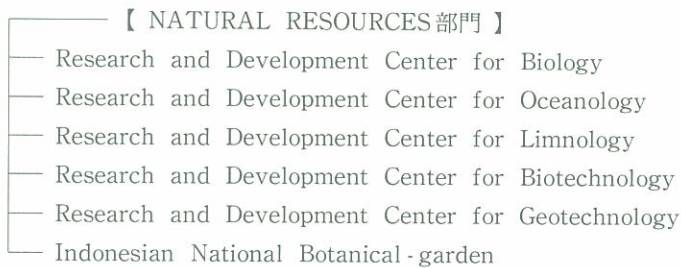 【 NATURAL RESOURCES部門 】
Research and Development Center for Biology
Research and Development Center for Oceanology
Research and Development Center for Limnology
Research and Development Center for Biotechnology
Research and Development Center for Geotechnology
Indonesian National Botanical-garden